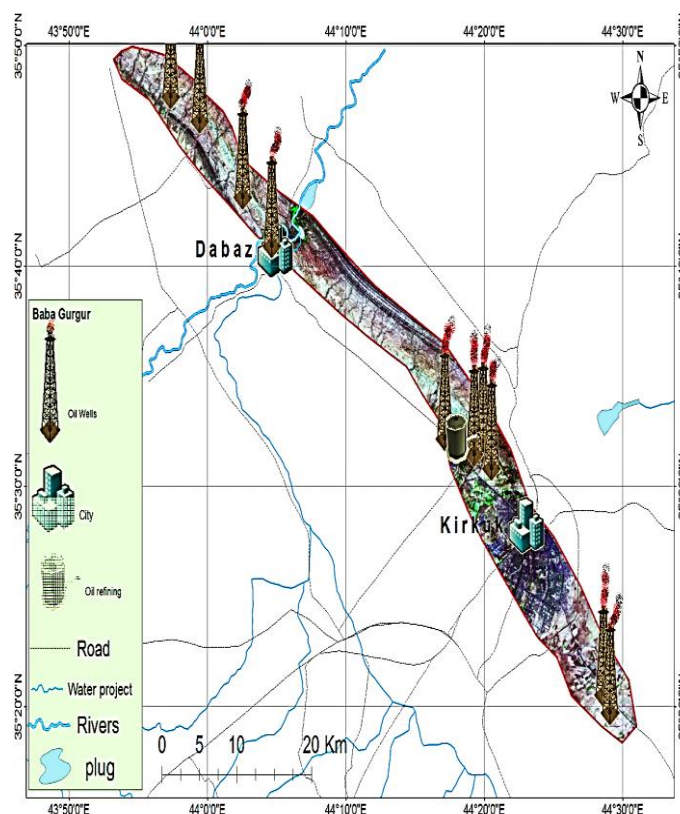 43°50'0"E 44°0'0"E 44°10'0"E 44°20'0"E 44°30'0"E
35°50'0"N
N
W E
S
Dabaz
35°40'0"N
Baba Gurgur
Oil Wells
35°30'0"N
City
Kirkuk
Oil refining
Road
Water project
35°20'0"N
Rivers
plug
0 5 10 20 Km
43°50'0"E 44°0'0"E 44°10'0"E 44°20'0"E 44°30'0"E